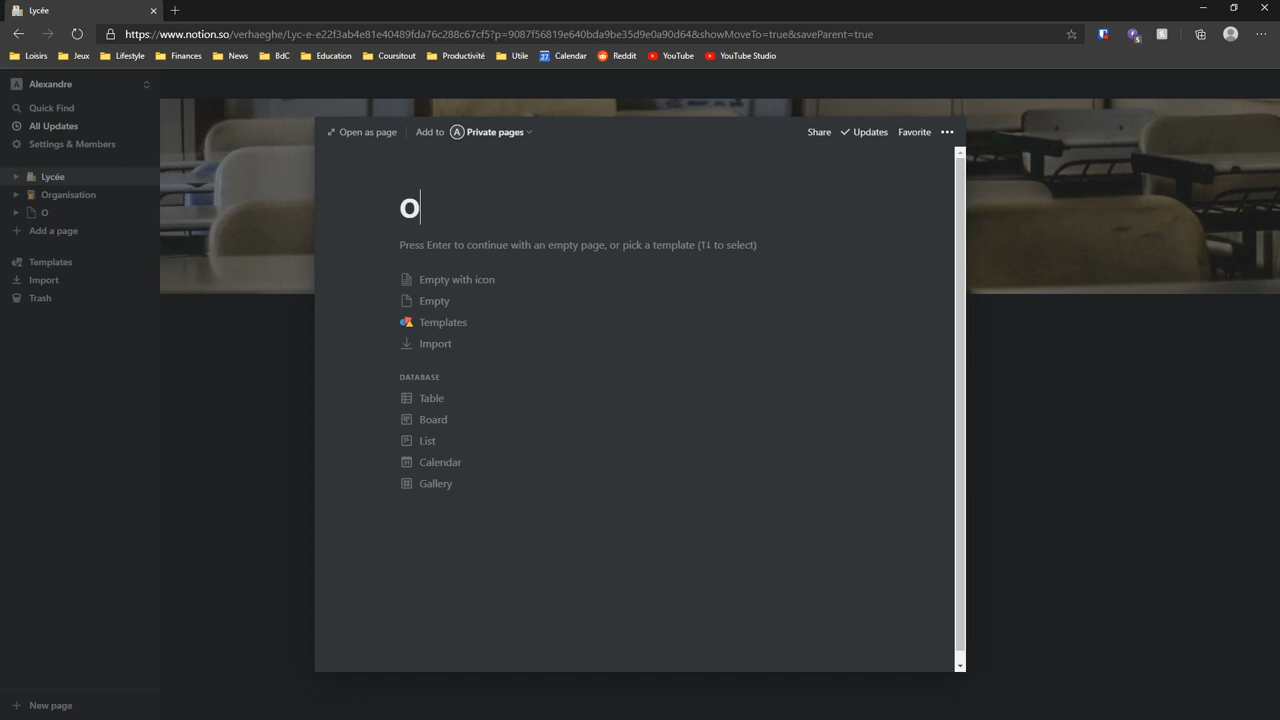 Lycée
https://www.notion.so/verhaeghe/Lyc-e-e22f3ab4e81e40489fda76c288c67cf5?p=9087f56819e640bda9be35d9e0a90d64&showMoveTo=true&saveParent=true
Loisirs Jeux Lifestyle Finances News BdC Education Coursitout Productivité Utile 27 Calendar Reddit YouTube YouTube Studio
A Alexandre
Quick Find
All Updates
Settings & Members
Lycée
Organisation
O
Add a page
Templates
Import
Trash
New page
Open as page Add to A Private pages Share Updates Favorite
O
Press Enter to continue with an empty page, or pick a template (↑↓ to select)
Empty with icon
Empty
Templates
Import
DATABASE
Table
Board
List
Calendar
Gallery